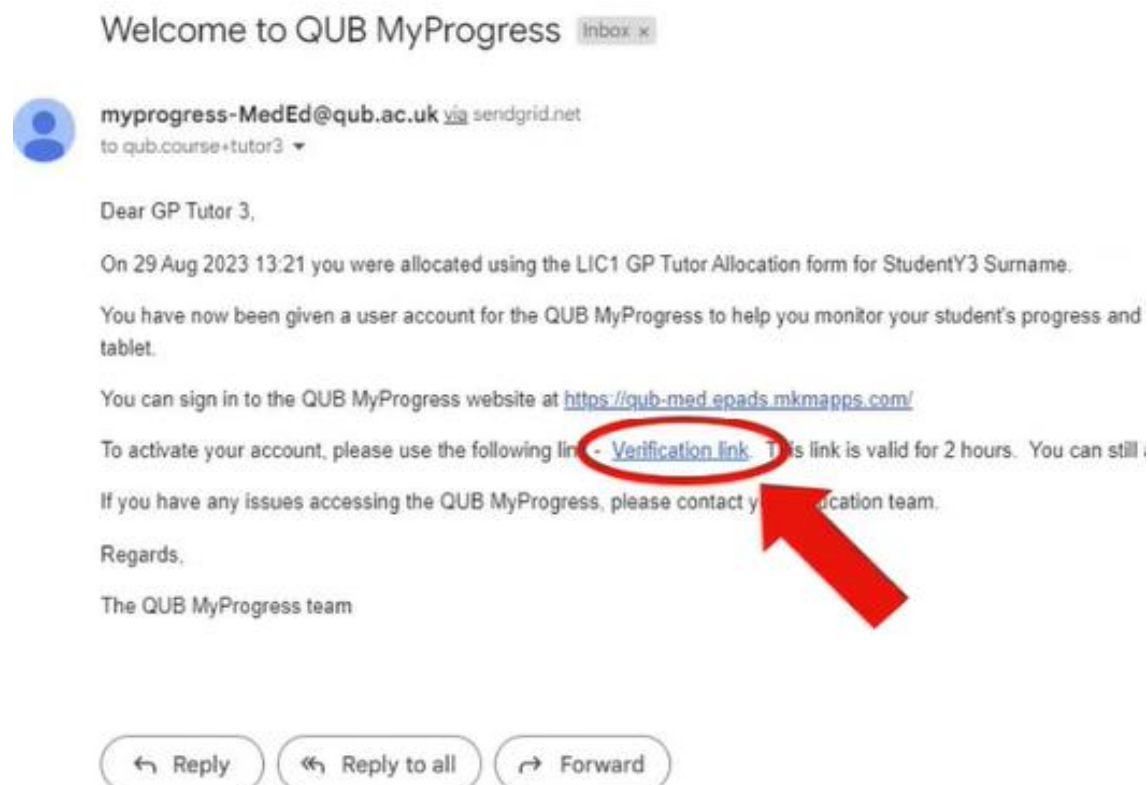 Welcome to QUB MyProgress Inbox ×
myprogress-MedEd@qub.ac.uk via sendgrid.net
to qub.course+tutor3
Dear GP Tutor 3,
On 29 Aug 2023 13:21 you were allocated using the LIC1 GP Tutor Allocation form for StudentY3 Surname.
You have now been given a user account for the QUB MyProgress to help you monitor your student's progress and
tablet.
You can sign in to the QUB MyProgress website at https://qub-med.epads.mkmapps.com/
To activate your account, please use the following - Verification link. is link is valid for 2 hours. You can still
If you have any issues accessing the QUB MyProgress, please contact team.
Regards,
The QUB MyProgress team
Reply Reply to all Forward